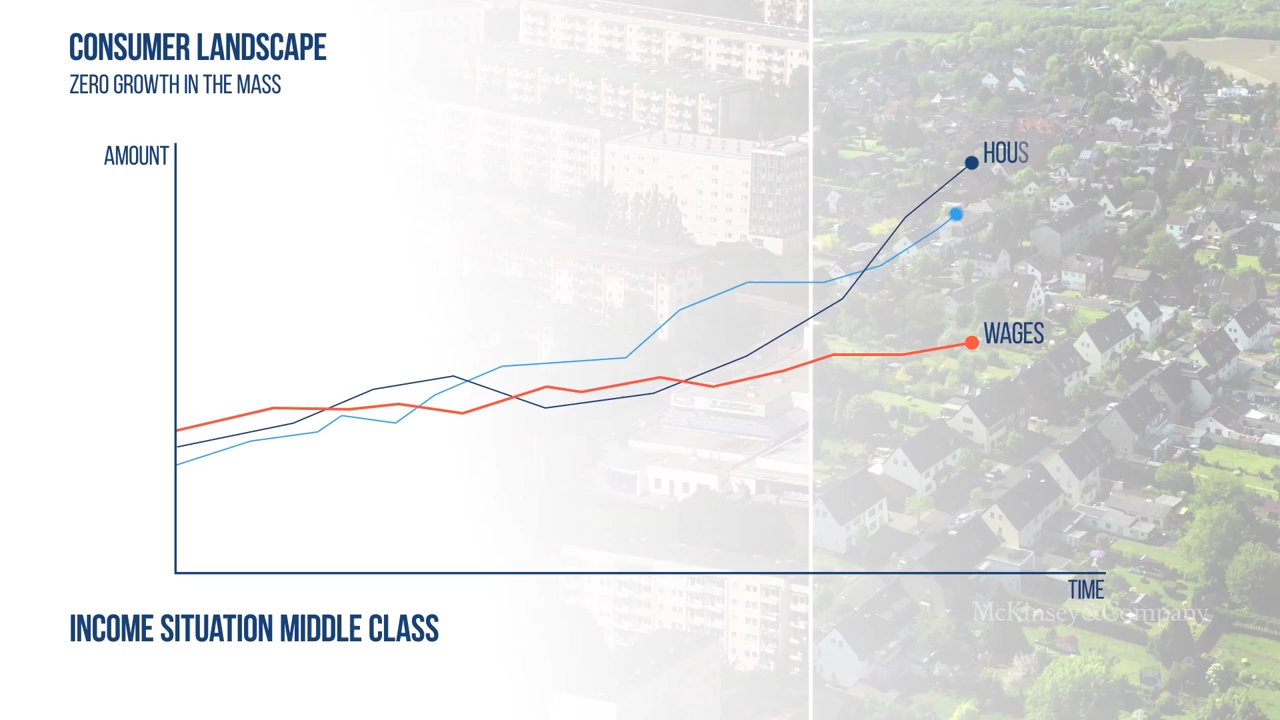 CONSUMER LANDSCAPE
ZERO GROWTH IN THE MASS
AMOUNT
HOUS
WAGES
TIME
McKinsey&Company
INCOME SITUATION MIDDLE CLASS